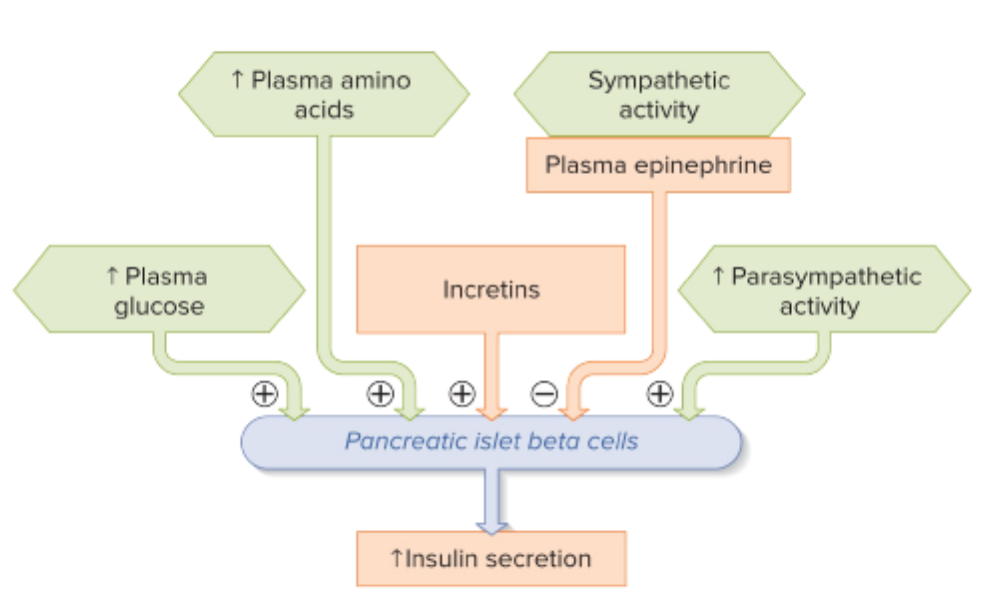 ↑ Plasma amino
acids
Sympathetic
activity
Plasma epinephrine
↑ Plasma
glucose
Incretins
↑ Parasympathetic
activity
+
+
+
−
+
Pancreatic islet beta cells
↑Insulin secretion